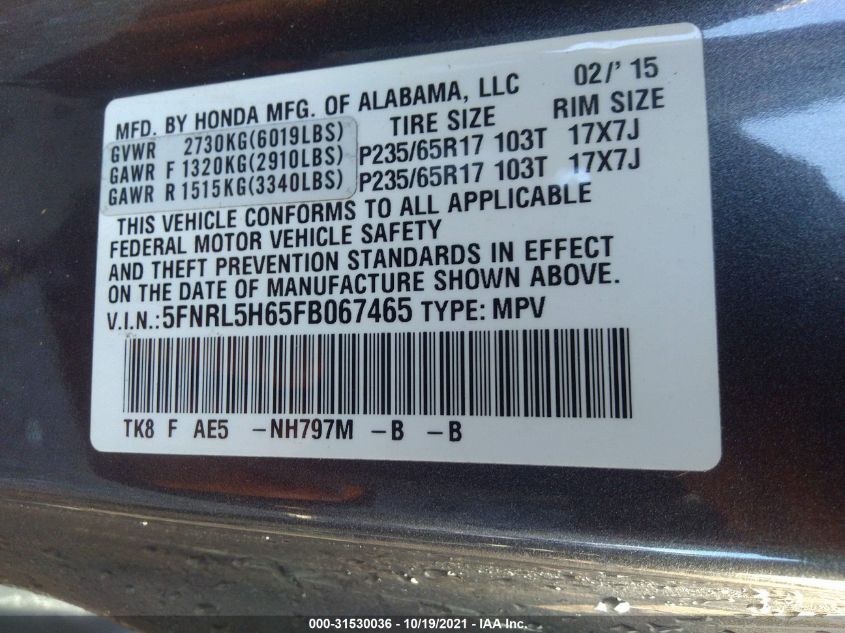 MFD. BY HONDA MFG. OF ALABAMA, LLC 02/' 15
GVWR 2730KG(6019LBS) TIRE SIZE RIM SIZE
GAWR F 1320KG(2910LBS) P235/65R17 103T 17X7J
GAWR R 1515KG(3340LBS) P235/65R17 103T 17X7J
THIS VEHICLE CONFORMS TO ALL APPLICABLE
FEDERAL MOTOR VEHICLE SAFETY
AND THEFT PREVENTION STANDARDS IN EFFECT
ON THE DATE OF MANUFACTURE SHOWN ABOVE.
V.I.N.:5FNRL5H65FB067465 TYPE: MPV
TK8 F AE5 -NH797M -B -B
000-31530036 - 10/19/2021 - IAA Inc.